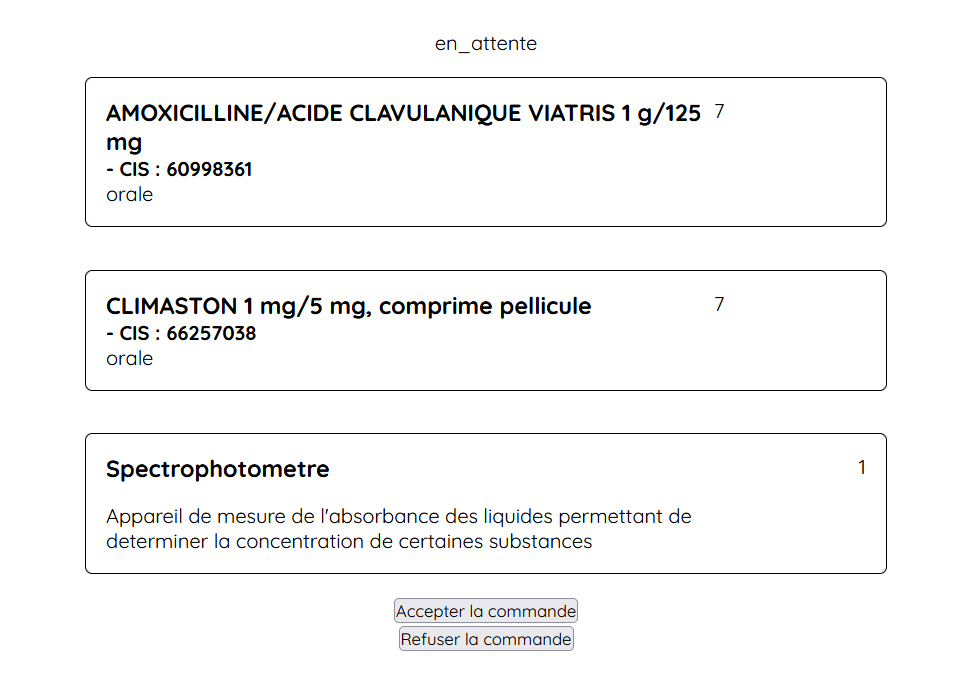 en_attente
AMOXICILLINE/ACIDE CLAVULANIQUE VIATRIS 1 g/125 7
mg
- CIS : 60998361
orale
CLIMASTON 1 mg/5 mg, comprime pellicule 7
- CIS : 66257038
orale
Spectrophotometre 1
Appareil de mesure de l'absorbance des liquides permettant de
determiner la concentration de certaines substances
Accepter la commande
Refuser la commande